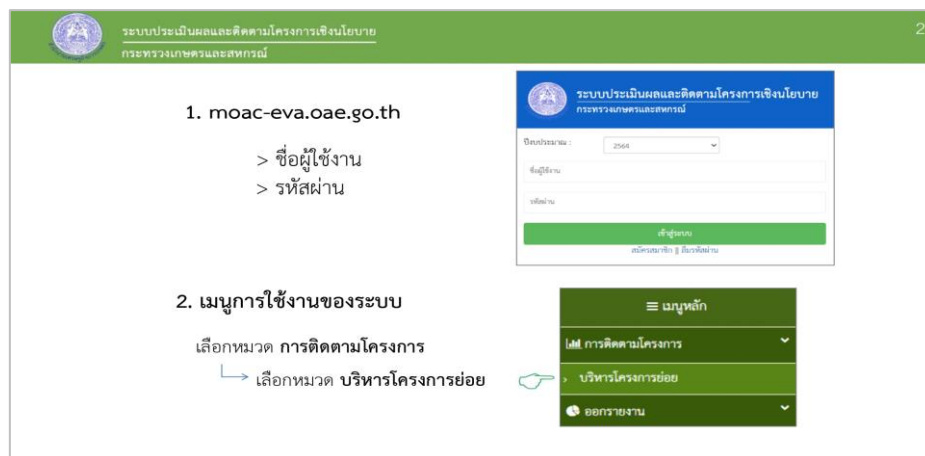 ระบบประเมินผลและติดตามโครงการเชิงนโยบาย
กระทรวงเกษตรและสหกรณ์
2
1. moac-eva.oae.go.th
> ชื่อผู้ใช้งาน
> รหัสผ่าน
ระบบประเมินผลและติดตามโครงการเชิงนโยบาย
กระทรวงเกษตรและสหกรณ์
ปีงบประมาณ : 2564
ชื่อผู้ใช้งาน
รหัสผ่าน
เข้าสู่ระบบ
สมัครสมาชิก || ลืมรหัสผ่าน
2. เมนูการใช้งานของระบบ
เลือกหมวด การติดตามโครงการ
เลือกหมวด บริหารโครงการย่อย
เมนูหลัก
การติดตามโครงการ
› บริหารโครงการย่อย
ออกรายงาน